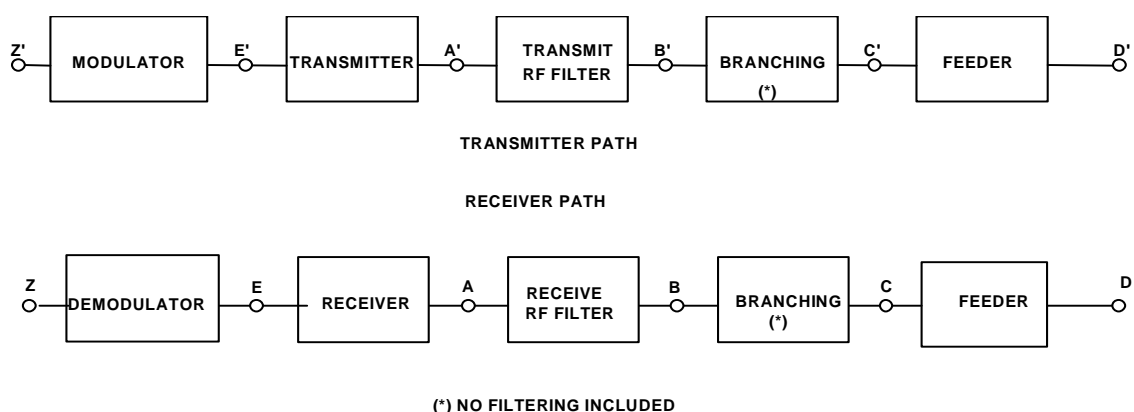 Z' E' A' B' C' D'
MODULATOR TRANSMITTER TRANSMIT RF FILTER BRANCHING (*) FEEDER
TRANSMITTER PATH
RECEIVER PATH
Z E A B C D
DEMODULATOR RECEIVER RECEIVE RF FILTER BRANCHING (*) FEEDER
(*) NO FILTERING INCLUDED